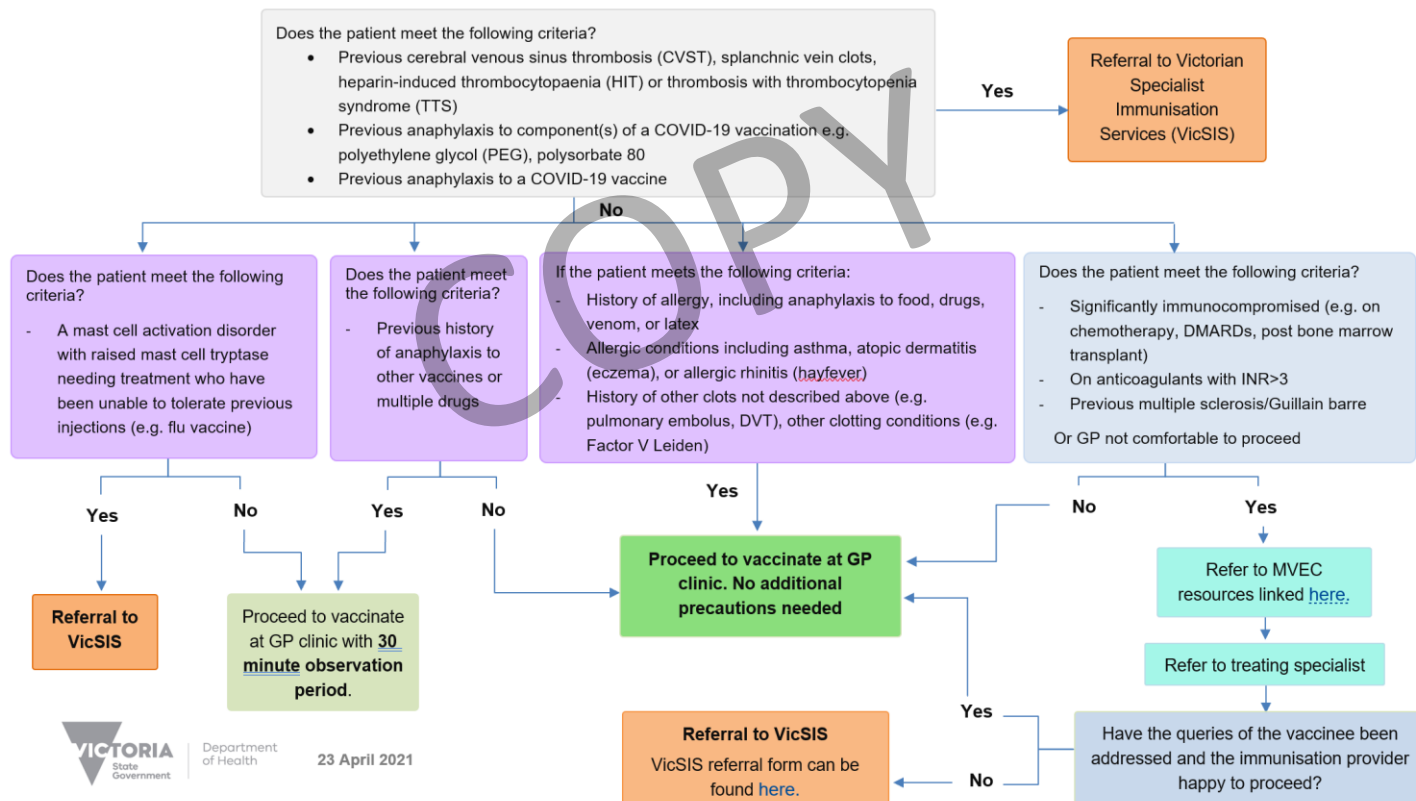 Does the patient meet the following criteria?
• Previous cerebral venous sinus thrombosis (CVST), splanchnic vein clots,
heparin-induced thrombocytopaenia (HIT) or thrombosis with thrombocytopenia
syndrome (TTS)
• Previous anaphylaxis to component(s) of a COVID-19 vaccination e.g.
polyethylene glycol (PEG), polysorbate 80
• Previous anaphylaxis to a COVID-19 vaccine
Yes
Referral to Victorian
Specialist
Immunisation
Services (VicSIS)
No
COPY
Does the patient meet the following
criteria?
- A mast cell activation disorder
with raised mast cell tryptase
needing treatment who have
been unable to tolerate previous
injections (e.g. flu vaccine)
Does the patient meet
the following criteria?
- Previous history
of anaphylaxis to
other vaccines or
multiple drugs
If the patient meets the following criteria:
- History of allergy, including anaphylaxis to food, drugs,
venom, or latex
- Allergic conditions including asthma, atopic dermatitis
(eczema), or allergic rhinitis (hayfever)
- History of other clots not described above (e.g.
pulmonary embolus, DVT), other clotting conditions (e.g.
Factor V Leiden)
Does the patient meet the following criteria?
- Significantly immunocompromised (e.g. on
chemotherapy, DMARDs, post bone marrow
transplant)
- On anticoagulants with INR>3
- Previous multiple sclerosis/Guillain barre
Or GP not comfortable to proceed
Yes
No
Yes
No
Yes
No
Yes
Referral to
VicSIS
Proceed to vaccinate
at GP clinic with 30
minute observation
period.
Proceed to vaccinate at GP
clinic. No additional
precautions needed
Refer to MVEC
resources linked here.
Refer to treating specialist
Have the queries of the vaccinee been
addressed and the immunisation provider
happy to proceed?
Yes
No
Referral to VicSIS
VicSIS referral form can be
found here.
VICTORIA
State
Government
Department
of Health
23 April 2021